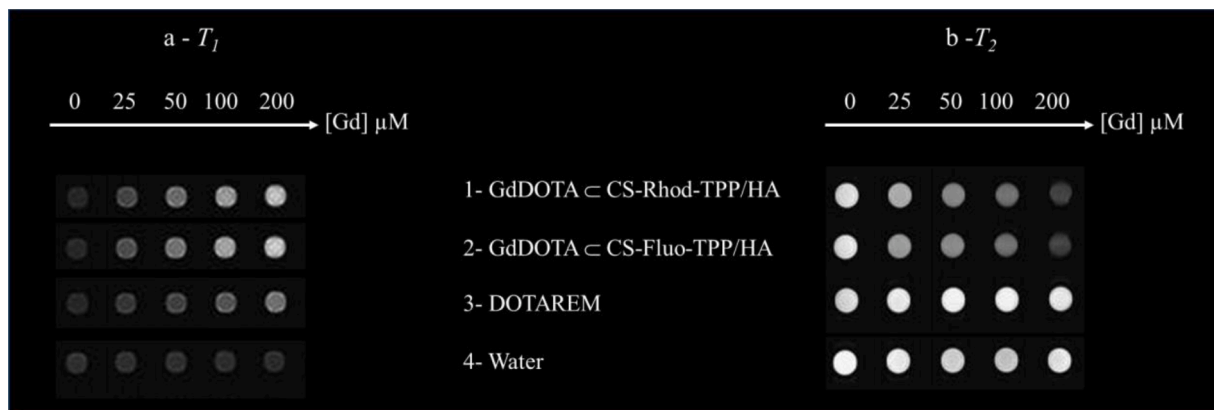 a - T₁
b -T₂
0 25 50 100 200 [Gd] µM
0 25 50 100 200 [Gd] µM
1- GdDOTA ⊂ CS-Rhod-TPP/HA
2- GdDOTA ⊂ CS-Fluo-TPP/HA
3- DOTAREM
4- Water